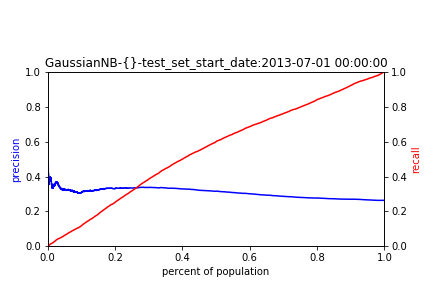 GaussianNB-{}-test_set_start_date:2013-07-01 00:00:00
1.0
0.8
0.6
0.4
0.2
0.0
precision
1.0
0.8
0.6
0.4
0.2
0.0
recall
0.0 0.2 0.4 0.6 0.8 1.0
percent of population